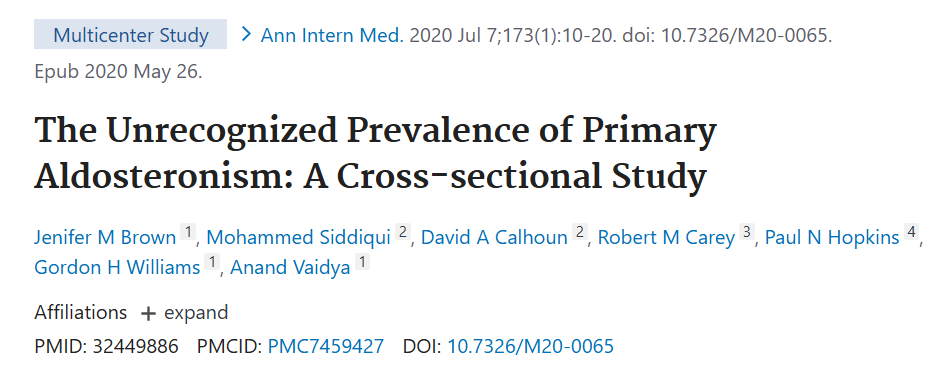 Multicenter Study > Ann Intern Med. 2020 Jul 7;173(1):10-20. doi: 10.7326/M20-0065.
Epub 2020 May 26.
The Unrecognized Prevalence of Primary
Aldosteronism: A Cross-sectional Study
Jenifer M Brown 1, Mohammed Siddiqui 2, David A Calhoun 2, Robert M Carey 3, Paul N Hopkins 4,
Gordon H Williams 1, Anand Vaidya 1
Affiliations + expand
PMID: 32449886 PMCID: PMC7459427 DOI: 10.7326/M20-0065